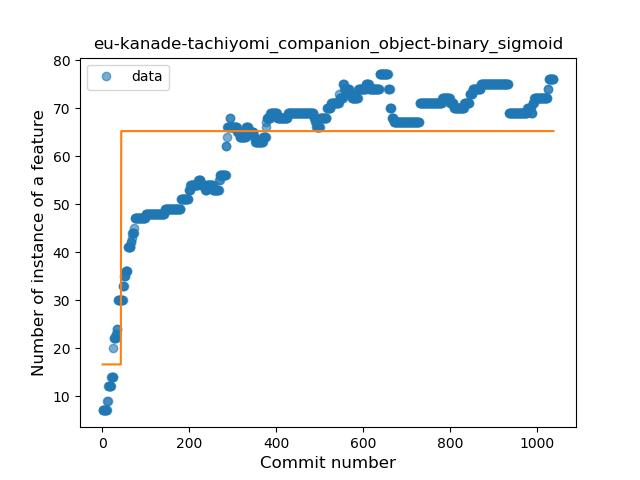 eu-kanade-tachiyomi_companion_object-binary_sigmoid
data
Number of instance of a feature
80
70
60
50
40
30
20
10
0 200 400 600 800 1000
Commit number